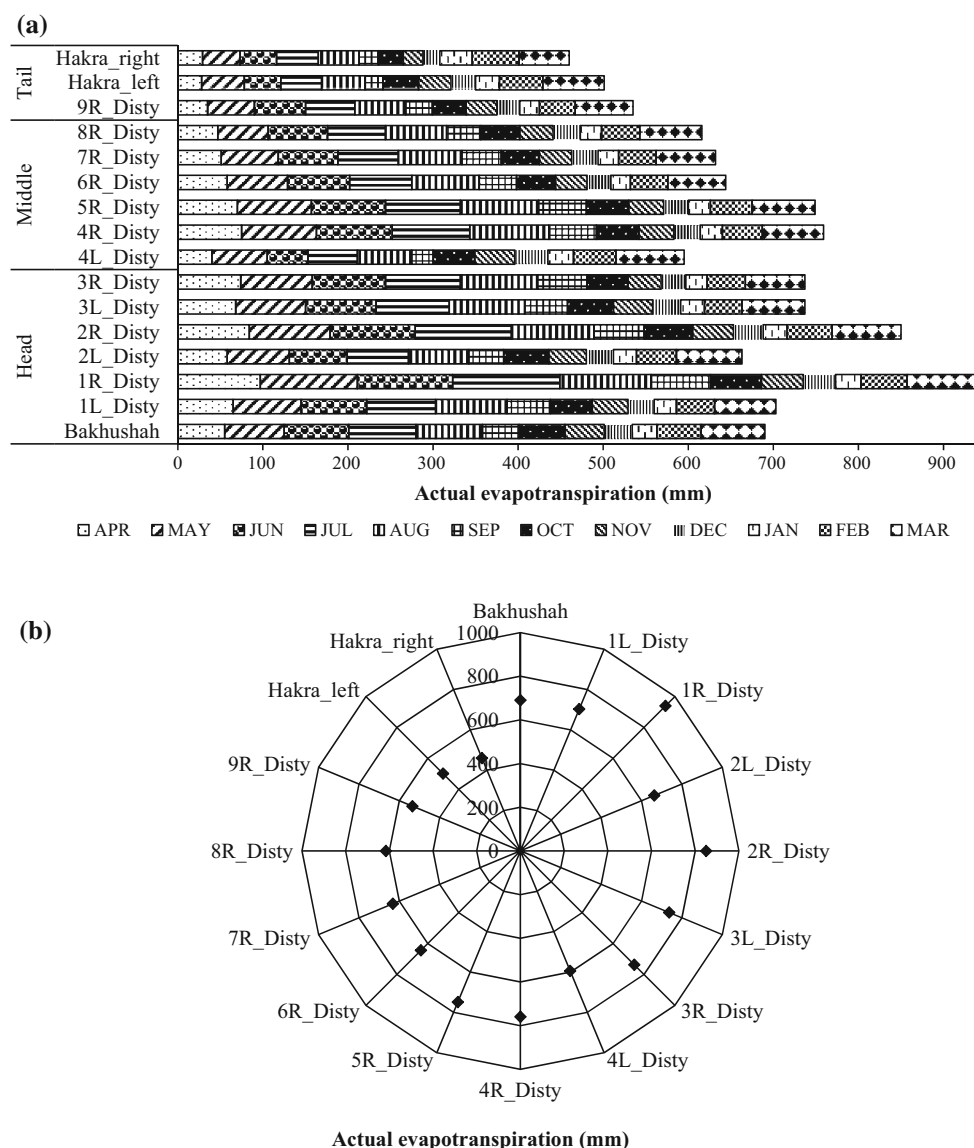 (a)
Tail
Hakra_right
Hakra_left
9R_Disty
Middle
8R_Disty
7R_Disty
6R_Disty
5R_Disty
4R_Disty
4L_Disty
Head
3R_Disty
3L_Disty
2R_Disty
2L_Disty
1R_Disty
1L_Disty
Bakhushah
0 100 200 300 400 500 600 700 800 900
Actual evapotranspiration (mm)
APR MAY JUN JUL AUG SEP OCT NOV DEC JAN FEB MAR
(b)
Bakhushah
1L_Disty
1R_Disty
2L_Disty
2R_Disty
3L_Disty
3R_Disty
4L_Disty
4R_Disty
5R_Disty
6R_Disty
7R_Disty
8R_Disty
9R_Disty
Hakra_left
Hakra_right
1000
800
600
400
200
0
Actual evapotranspiration (mm)